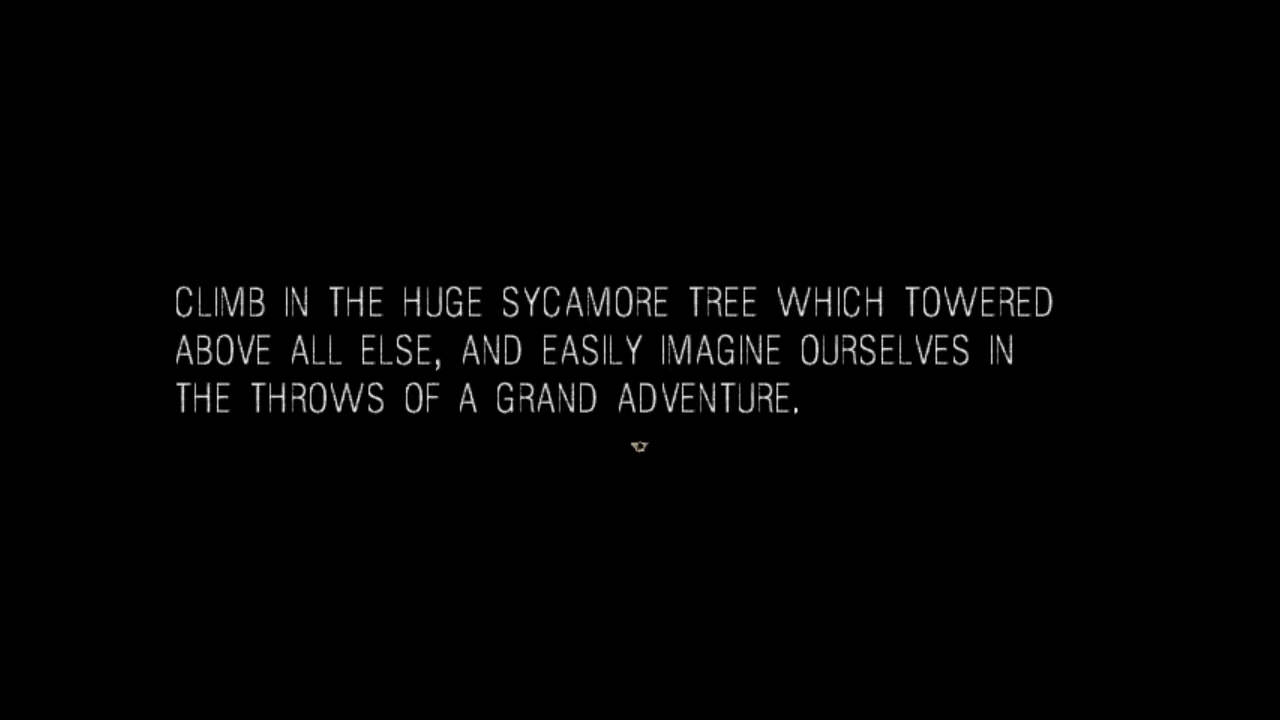 CLIMB IN THE HUGE SYCAMORE TREE WHICH TOWERED
ABOVE ALL ELSE, AND EASILY IMAGINE OURSELVES IN
THE THROWS OF A GRAND ADVENTURE.